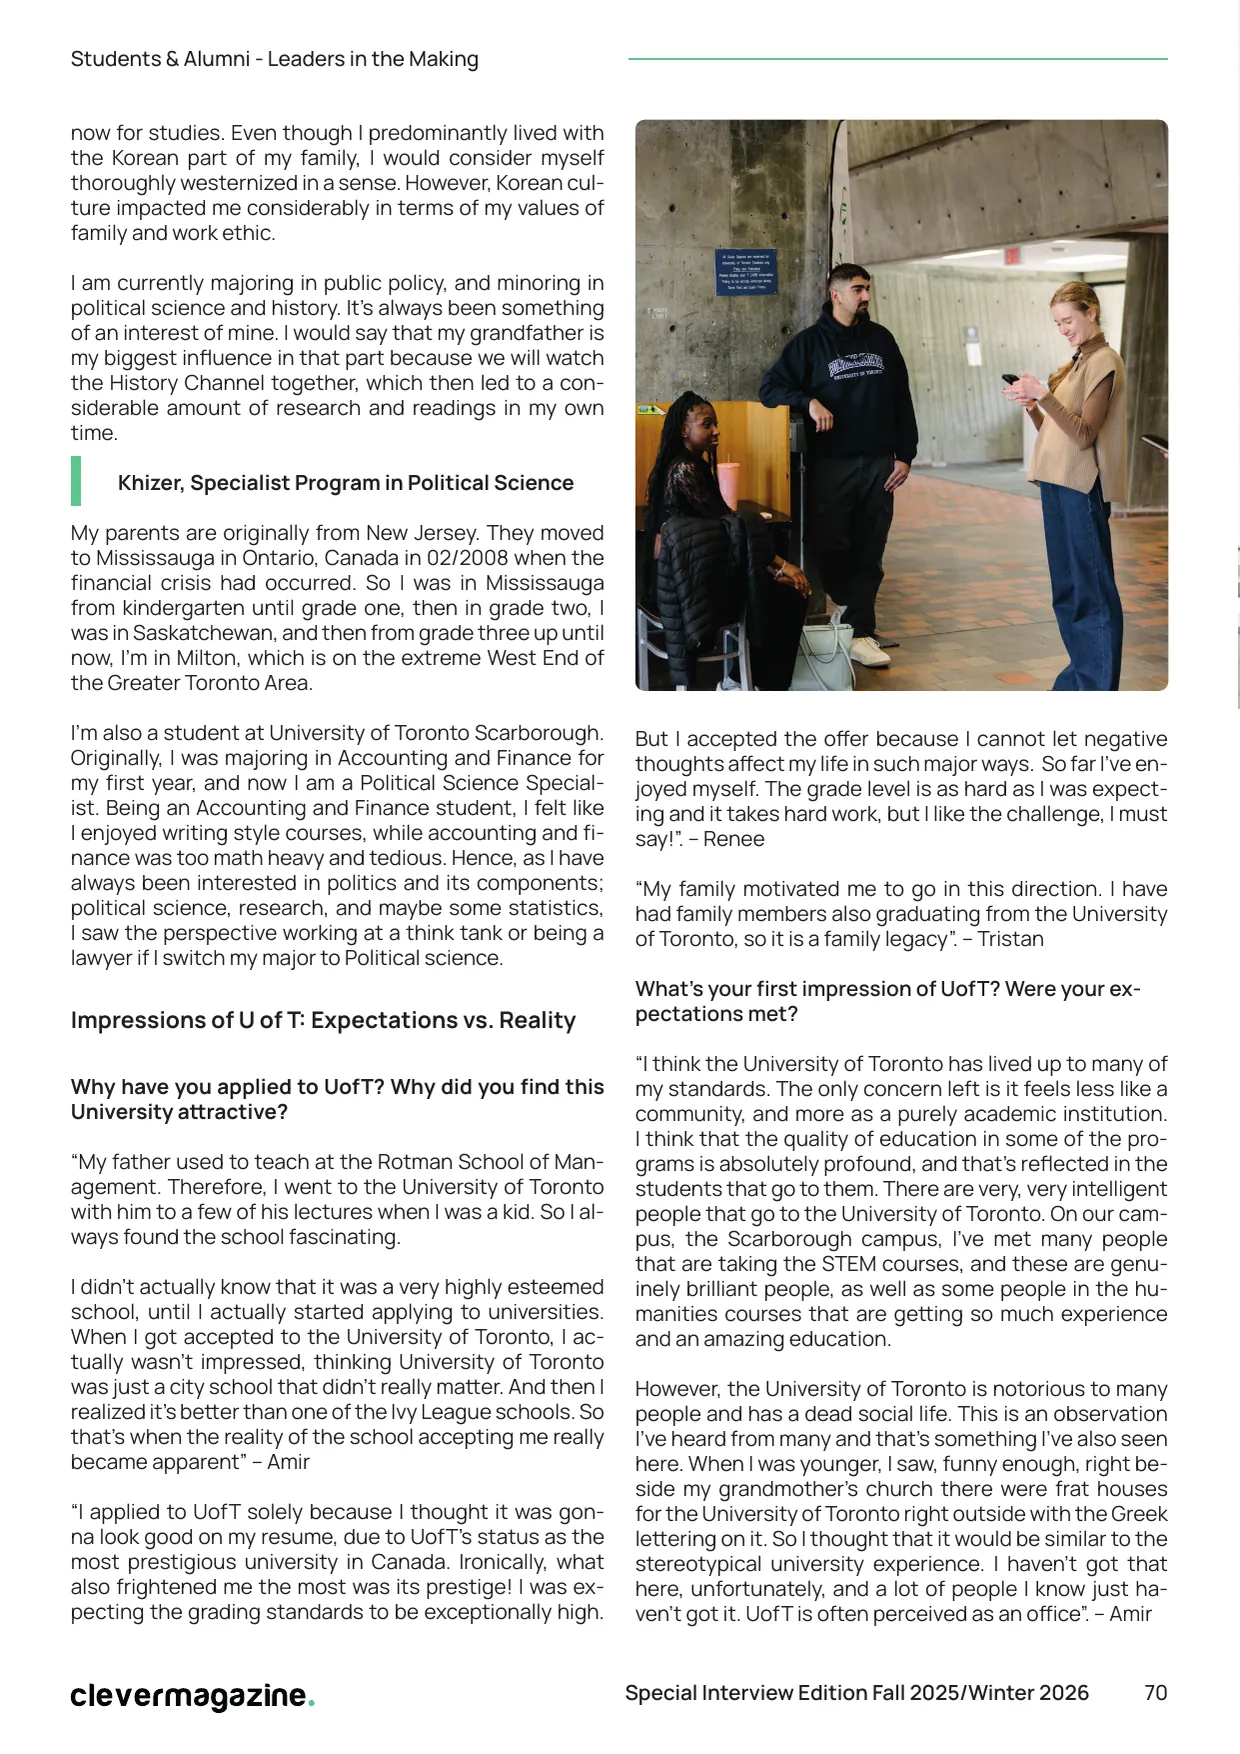 Students & Alumni - Leaders in the Making
now for studies. Even though I predominantly lived with
the Korean part of my family, I would consider myself
thoroughly westernized in a sense. However, Korean cul-
ture impacted me considerably in terms of my values of
family and work ethic.
I am currently majoring in public policy, and minoring in
political science and history. It's always been something
of an interest of mine. I would say that my grandfather is
my biggest influence in that part because we will watch
the History Channel together, which then led to a con-
siderable amount of research and readings in my own
time.
Khizer, Specialist Program in Political Science
My parents are originally from New Jersey. They moved
to Mississauga in Ontario, Canada in 02/2008 when the
financial crisis had occurred. So I was in Mississauga
from kindergarten until grade one, then in grade two, I
was in Saskatchewan, and then from grade three up until
now, I'm in Milton, which is on the extreme West End of
the Greater Toronto Area.
I'm also a student at University of Toronto Scarborough.
Originally, I was majoring in Accounting and Finance for
my first year, and now I am a Political Science Special-
ist. Being an Accounting and Finance student, I felt like
I enjoyed writing style courses, while accounting and fi-
nance was too math heavy and tedious. Hence, as I have
always been interested in politics and its components;
political science, research, and maybe some statistics,
I saw the perspective working at a think tank or being a
lawyer if I switch my major to Political science.
Impressions of U of T: Expectations vs. Reality
Why have you applied to UofT? Why did you find this
University attractive?
“My father used to teach at the Rotman School of Man-
agement. Therefore, I went to the University of Toronto
with him to a few of his lectures when I was a kid. So I al-
ways found the school fascinating.
I didn't actually know that it was a very highly esteemed
school, until I actually started applying to universities.
When I got accepted to the University of Toronto, I ac-
tually wasn't impressed, thinking University of Toronto
was just a city school that didn't really matter. And then I
realized it's better than one of the Ivy League schools. So
that's when the reality of the school accepting me really
became apparent” – Amir
“I applied to UofT solely because I thought it was gon-
na look good on my resume, due to UofT's status as the
most prestigious university in Canada. Ironically, what
also frightened me the most was its prestige! I was ex-
pecting the grading standards to be exceptionally high.
UNIVERSITY OF TORONTO
But I accepted the offer because I cannot let negative
thoughts affect my life in such major ways.  So far I've en-
joyed myself. The grade level is as hard as I was expect-
ing and it takes hard work, but I like the challenge, I must
say!”. – Renee
“My family motivated me to go in this direction. I have
had family members also graduating from the University
of Toronto, so it is a family legacy”. – Tristan
What's your first impression of UofT? Were your ex-
pectations met?
“I think the University of Toronto has lived up to many of
my standards. The only concern left is it feels less like a
community, and more as a purely academic institution.
I think that the quality of education in some of the pro-
grams is absolutely profound, and that's reflected in the
students that go to them. There are very, very intelligent
people that go to the University of Toronto. On our cam-
pus, the Scarborough campus, I've met many people
that are taking the STEM courses, and these are genu-
inely brilliant people, as well as some people in the hu-
manities courses that are getting so much experience
and an amazing education.
However, the University of Toronto is notorious to many
people and has a dead social life. This is an observation
I've heard from many and that's something I've also seen
here. When I was younger, I saw, funny enough, right be-
side my grandmother's church there were frat houses
for the University of Toronto right outside with the Greek
lettering on it. So I thought that it would be similar to the
stereotypical university experience. I haven't got that
here, unfortunately, and a lot of people I know just ha-
ven't got it. UofT is often perceived as an office”. – Amir
clevermagazine.
Special Interview Edition Fall 2025/Winter 2026
70